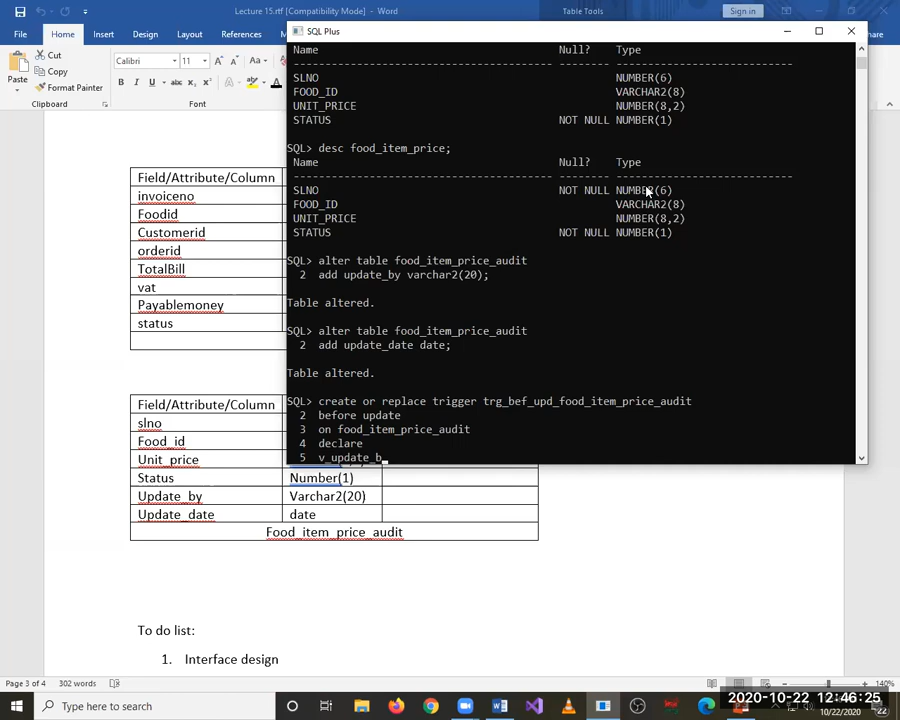 Lecture 15.rtf [Compatibility Mode] - Word
Table Tools
Sign in
File Home Insert Design Layout References
SQL Plus
Cut
Copy
Format Painter
Paste
Clipboard
Calibri 11
B I U abc X₂ X²
Font
Field/Attribute/Column
invoiceno
Foodid
Customerid
orderid
TotalBill
vat
Payablemoney
status
Name Null? Type
SLNO NUMBER(6)
FOOD_ID VARCHAR2(8)
UNIT_PRICE NUMBER(8,2)
STATUS NOT NULL NUMBER(1)
SQL> desc food_item_price;
Name Null? Type
SLNO NOT NULL NUMBER(6)
FOOD_ID VARCHAR2(8)
UNIT_PRICE NUMBER(8,2)
STATUS NOT NULL NUMBER(1)
SQL> alter table food_item_price_audit
2 add update_by varchar2(20);
Table altered.
SQL> alter table food_item_price_audit
2 add update_date date;
Table altered.
SQL> create or replace trigger trg_bef_upd_food_item_price_audit
2 before update
3 on food_item_price_audit
4 declare
5 v_update_b
Field/Attribute/Column
slno
Food_id
Unit_price
Status Number(1)
Update_by Varchar2(20)
Update_date date
Food_item_price_audit
To do list:
1. Interface design
Page 3 of 4 302 words
140%
Type here to search
2020-10-22 12:46:25
10/22/2020